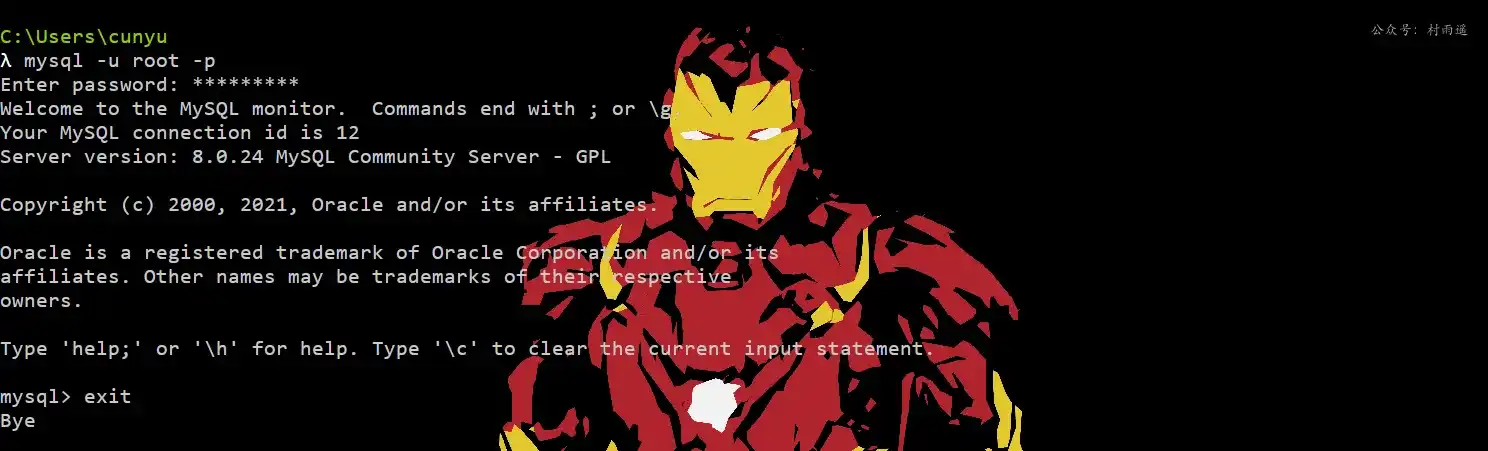 C:\Users\cunyu
公众号：村雨遥
λ mysql -u root -p
Enter password: *********
Welcome to the MySQL monitor.  Commands end with ; or \g.
Your MySQL connection id is 12
Server version: 8.0.24 MySQL Community Server - GPL
Copyright (c) 2000, 2021, Oracle and/or its affiliates.
Oracle is a registered trademark of Oracle Corporation and/or its
affiliates. Other names may be trademarks of their respective
owners.
Type 'help;' or '\h' for help. Type '\c' to clear the current input statement.
mysql> exit
Bye